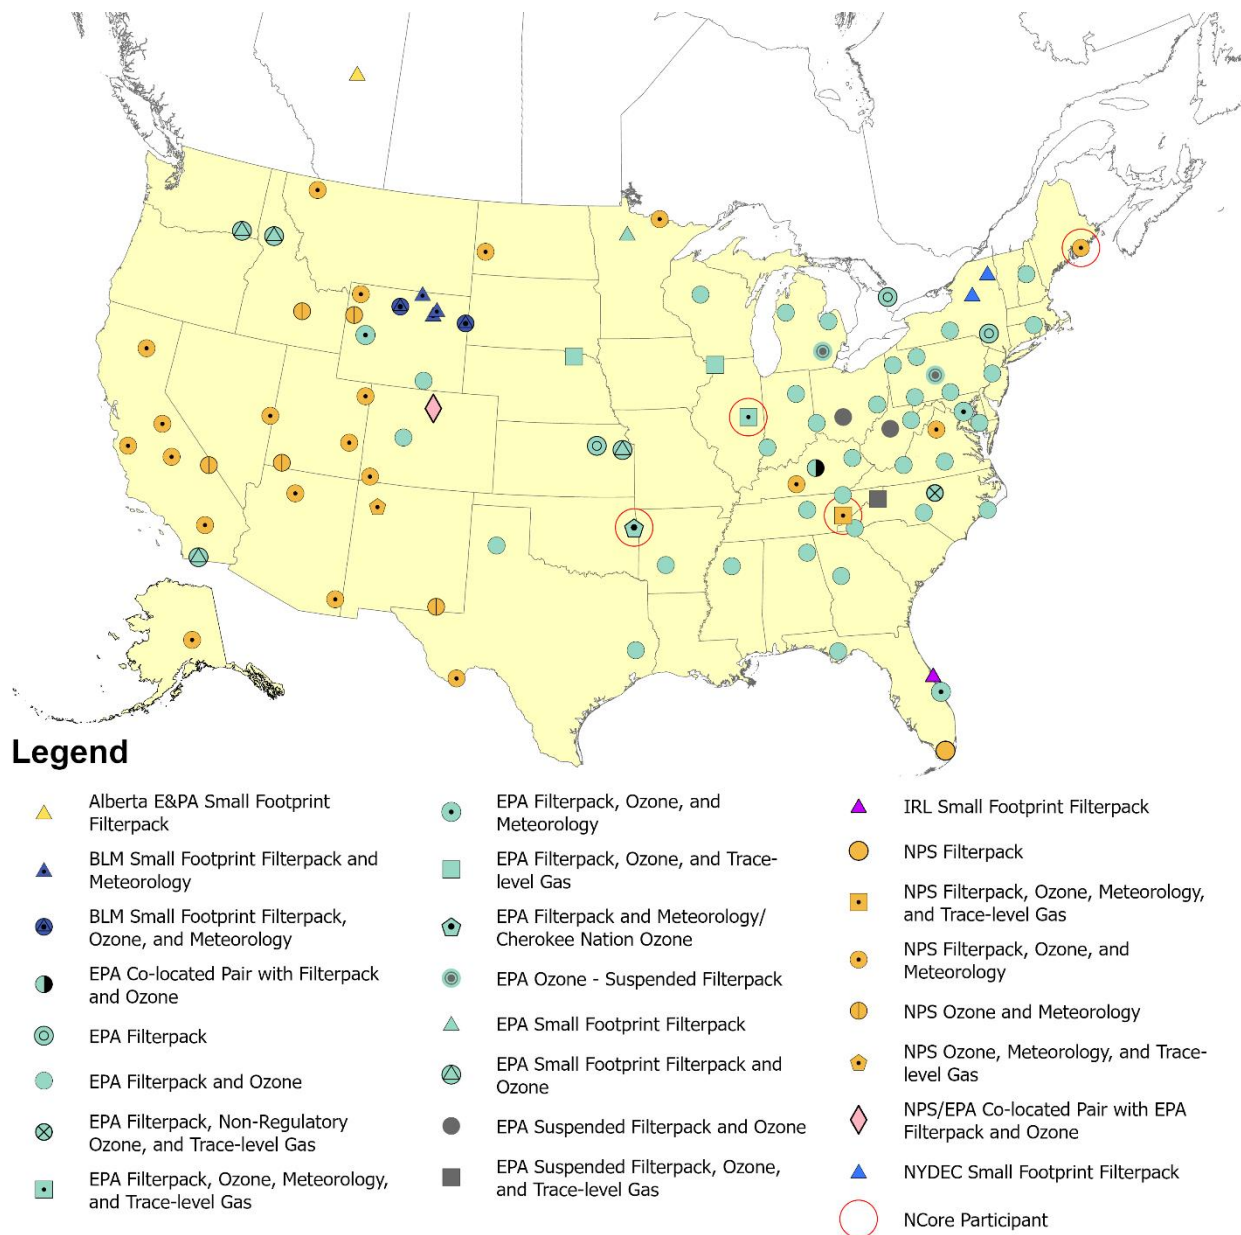 Legend
Alberta E&PA Small Footprint
Filterpack
BLM Small Footprint Filterpack and
Meteorology
BLM Small Footprint Filterpack,
Ozone, and Meteorology
EPA Co-located Pair with Filterpack
and Ozone
EPA Filterpack
EPA Filterpack and Ozone
EPA Filterpack, Non-Regulatory
Ozone, and Trace-level Gas
EPA Filterpack, Ozone, Meteorology,
and Trace-level Gas
EPA Filterpack, Ozone, and
Meteorology
EPA Filterpack, Ozone, and Trace-
level Gas
EPA Filterpack and Meteorology/
Cherokee Nation Ozone
EPA Ozone - Suspended Filterpack
EPA Small Footprint Filterpack
EPA Small Footprint Filterpack and
Ozone
EPA Suspended Filterpack and Ozone
EPA Suspended Filterpack, Ozone,
and Trace-level Gas
IRL Small Footprint Filterpack
NPS Filterpack
NPS Filterpack, Ozone, Meteorology,
and Trace-level Gas
NPS Filterpack, Ozone, and
Meteorology
NPS Ozone and Meteorology
NPS Ozone, Meteorology, and Trace-
level Gas
NPS/EPA Co-located Pair with EPA
Filterpack and Ozone
NYDEC Small Footprint Filterpack
NCore Participant